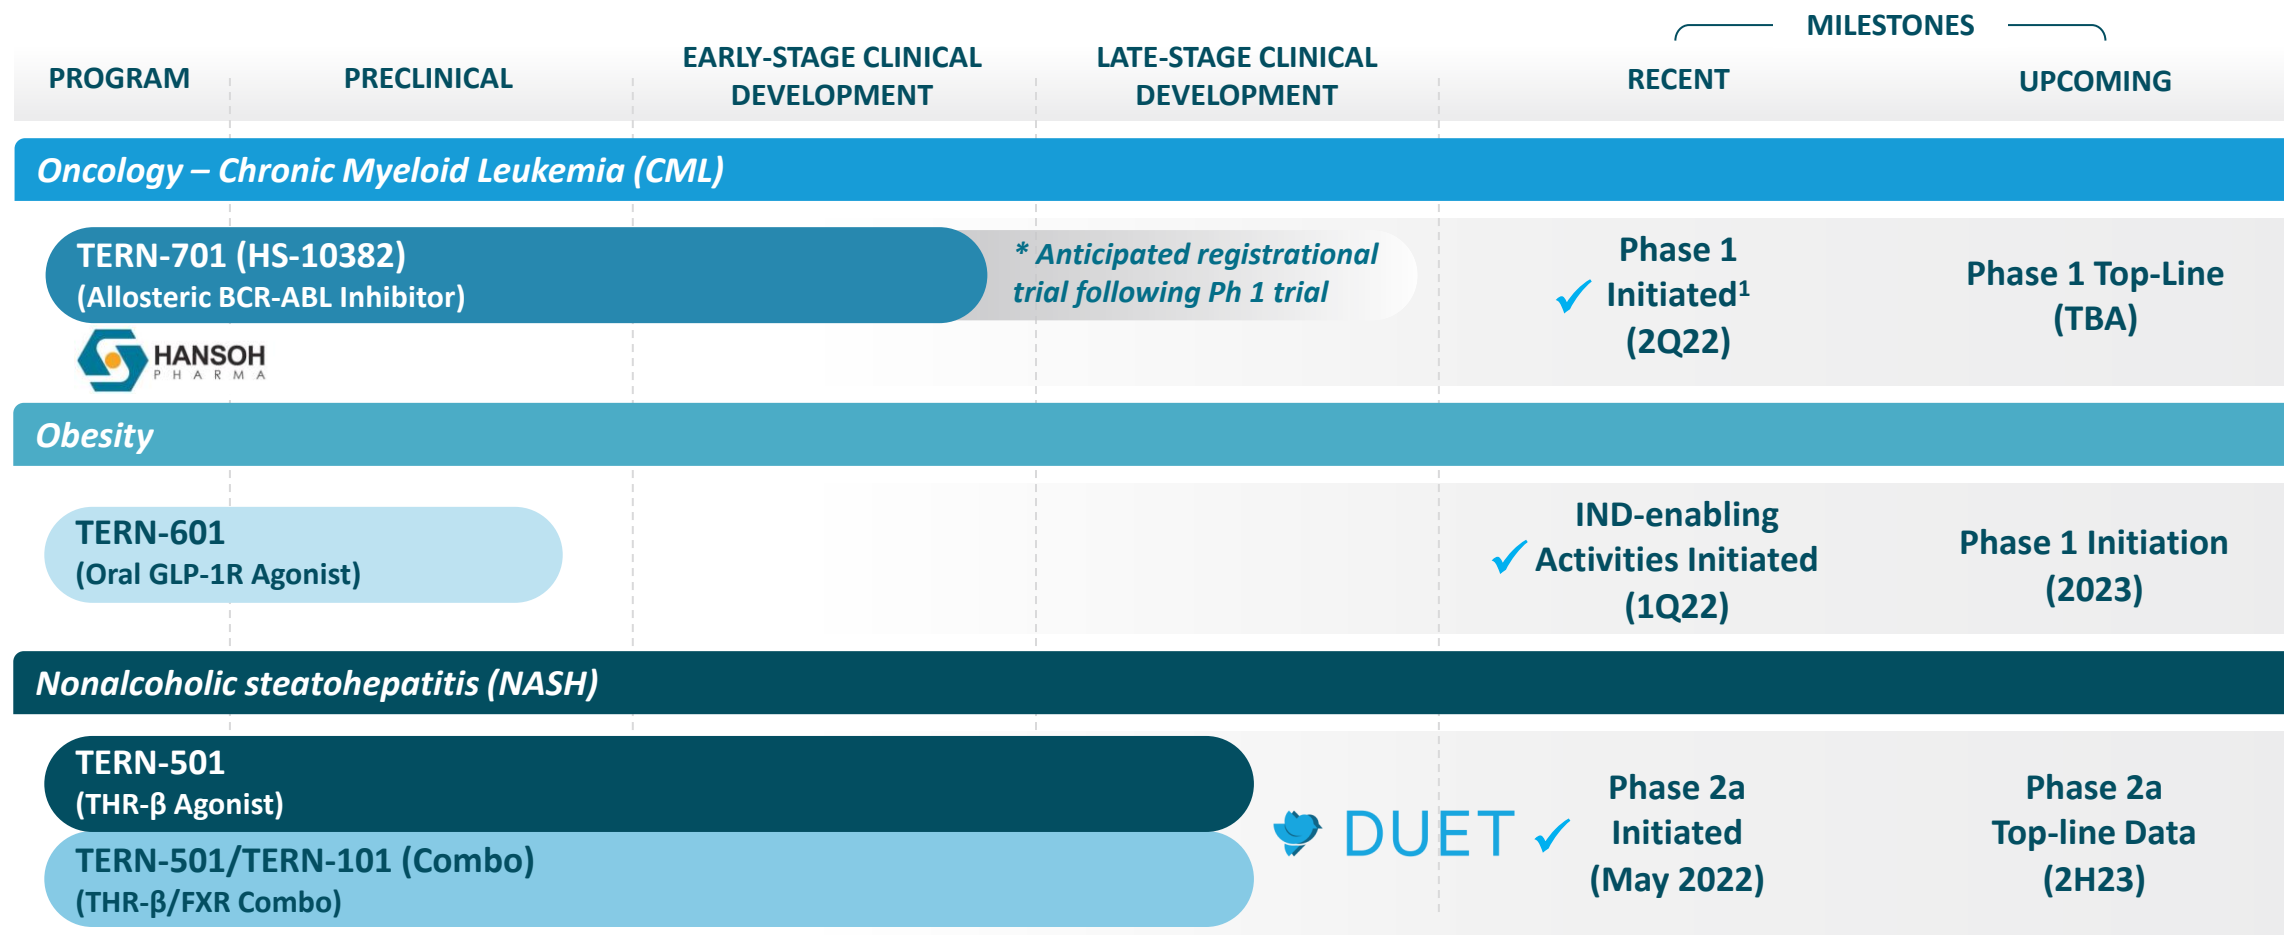 MILESTONES
PROGRAM
PRECLINICAL
EARLY-STAGE CLINICAL
DEVELOPMENT
LATE-STAGE CLINICAL
DEVELOPMENT
RECENT
UPCOMING
Oncology – Chronic Myeloid Leukemia (CML)
TERN-701 (HS-10382)
(Allosteric BCR-ABL Inhibitor)
HANSOH
PHARMA
* Anticipated registrational
trial following Ph 1 trial
✓ Phase 1
Initiated¹
(2Q22)
Phase 1 Top-Line
(TBA)
Obesity
TERN-601
(Oral GLP-1R Agonist)
✓ IND-enabling
Activities Initiated
(1Q22)
Phase 1 Initiation
(2023)
Nonalcoholic steatohepatitis (NASH)
TERN-501
(THR-β Agonist)
TERN-501/TERN-101 (Combo)
(THR-β/FXR Combo)
DUET
✓ Phase 2a
Initiated
(May 2022)
Phase 2a
Top-line Data
(2H23)